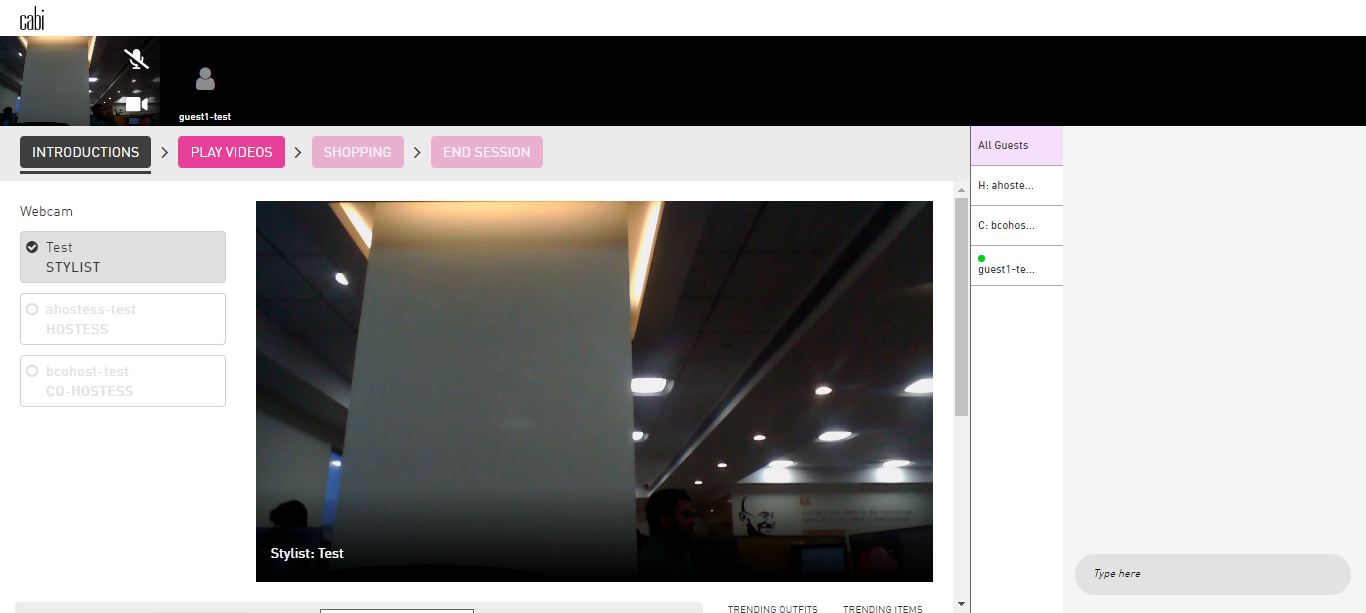 cabi
guest1-test
INTRODUCTIONS
PLAY VIDEOS
SHOPPING
END SESSION
Webcam
Test
STYLIST
ahostess-test
HOSTESS
bcohost-test
CO-HOSTESS
Stylist: Test
TRENDING OUTFITS
TRENDING ITEMS
All Guests
H: ahoste...
C: bcohos...
guest1-te...
Type here